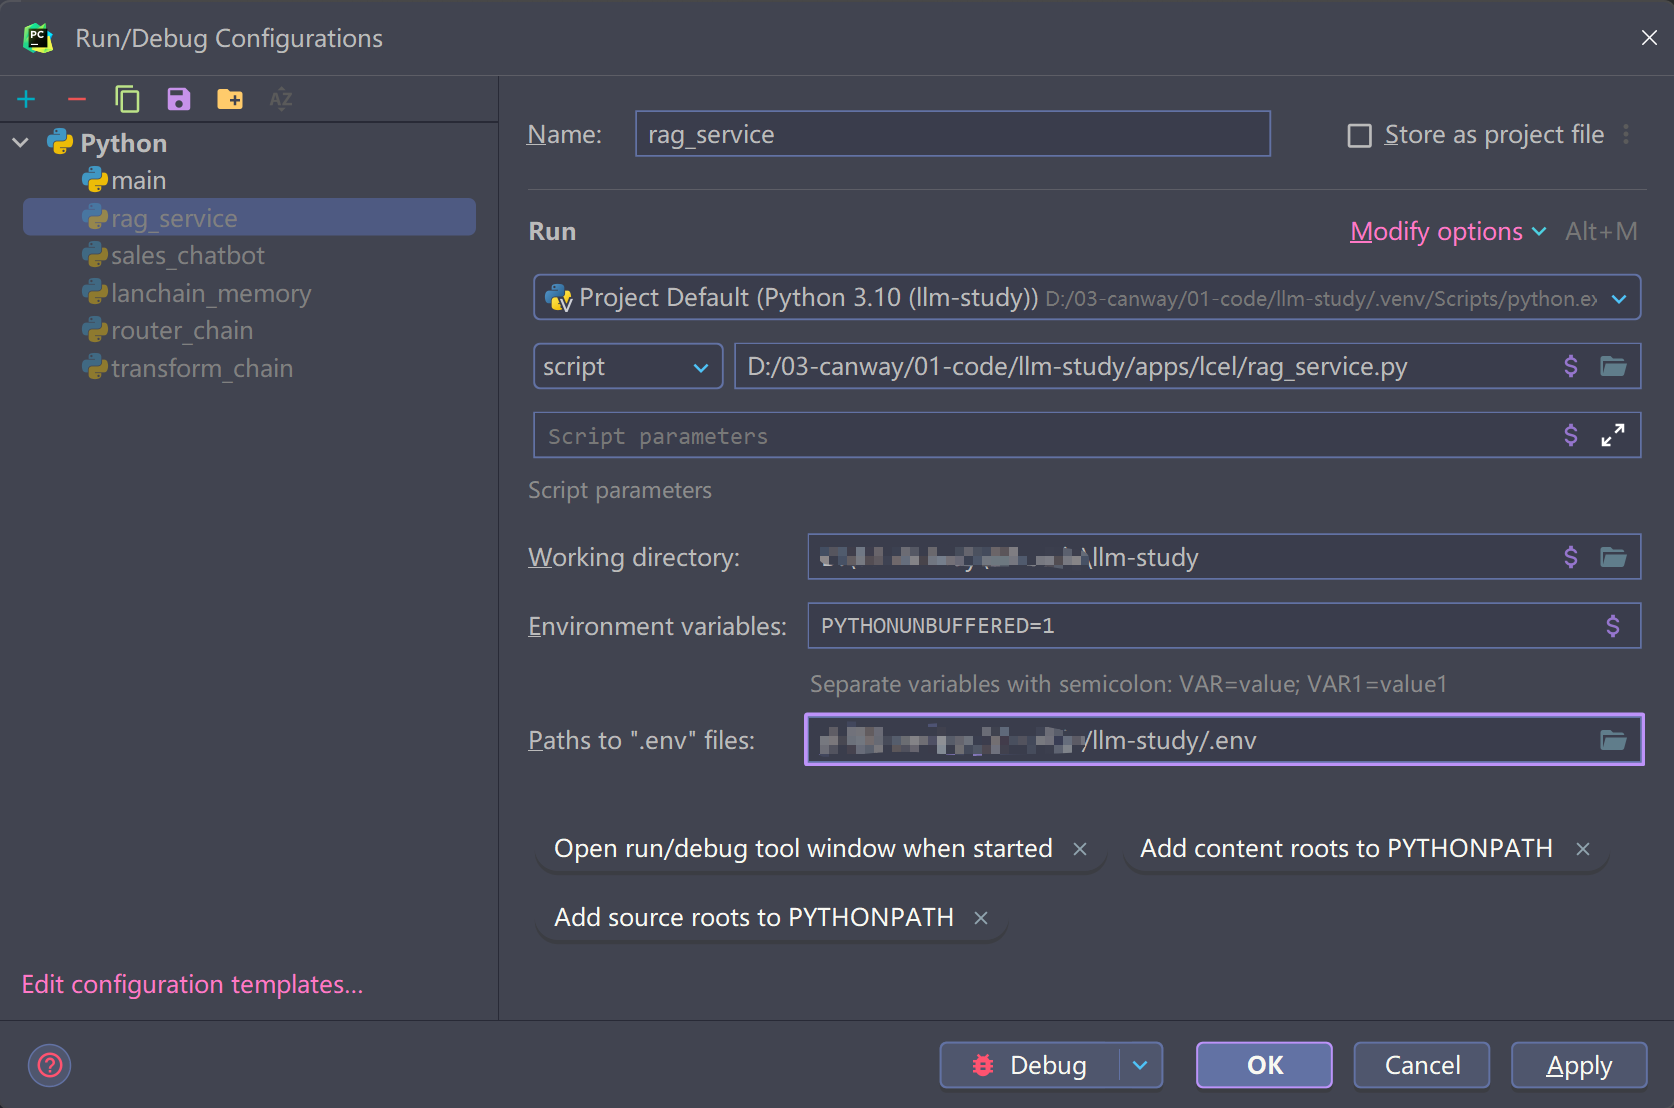 Run/Debug Configurations
Python
main
rag_service
sales_chatbot
lanchain_memory
router_chain
transform_chain
Edit configuration templates...
Name: rag_service Store as project file
Run Modify options Alt+M
Project Default (Python 3.10 (llm-study)) D:/03-canway/01-code/llm-study/.venv/Scripts/python.ex
script D:/03-canway/01-code/llm-study/apps/lcel/rag_service.py
Script parameters
Script parameters
Working directory: \llm-study
Environment variables: PYTHONUNBUFFERED=1
Separate variables with semicolon: VAR=value; VAR1=value1
Paths to ".env" files: /llm-study/.env
Open run/debug tool window when started × Add content roots to PYTHONPATH ×
Add source roots to PYTHONPATH ×
Debug OK Cancel Apply